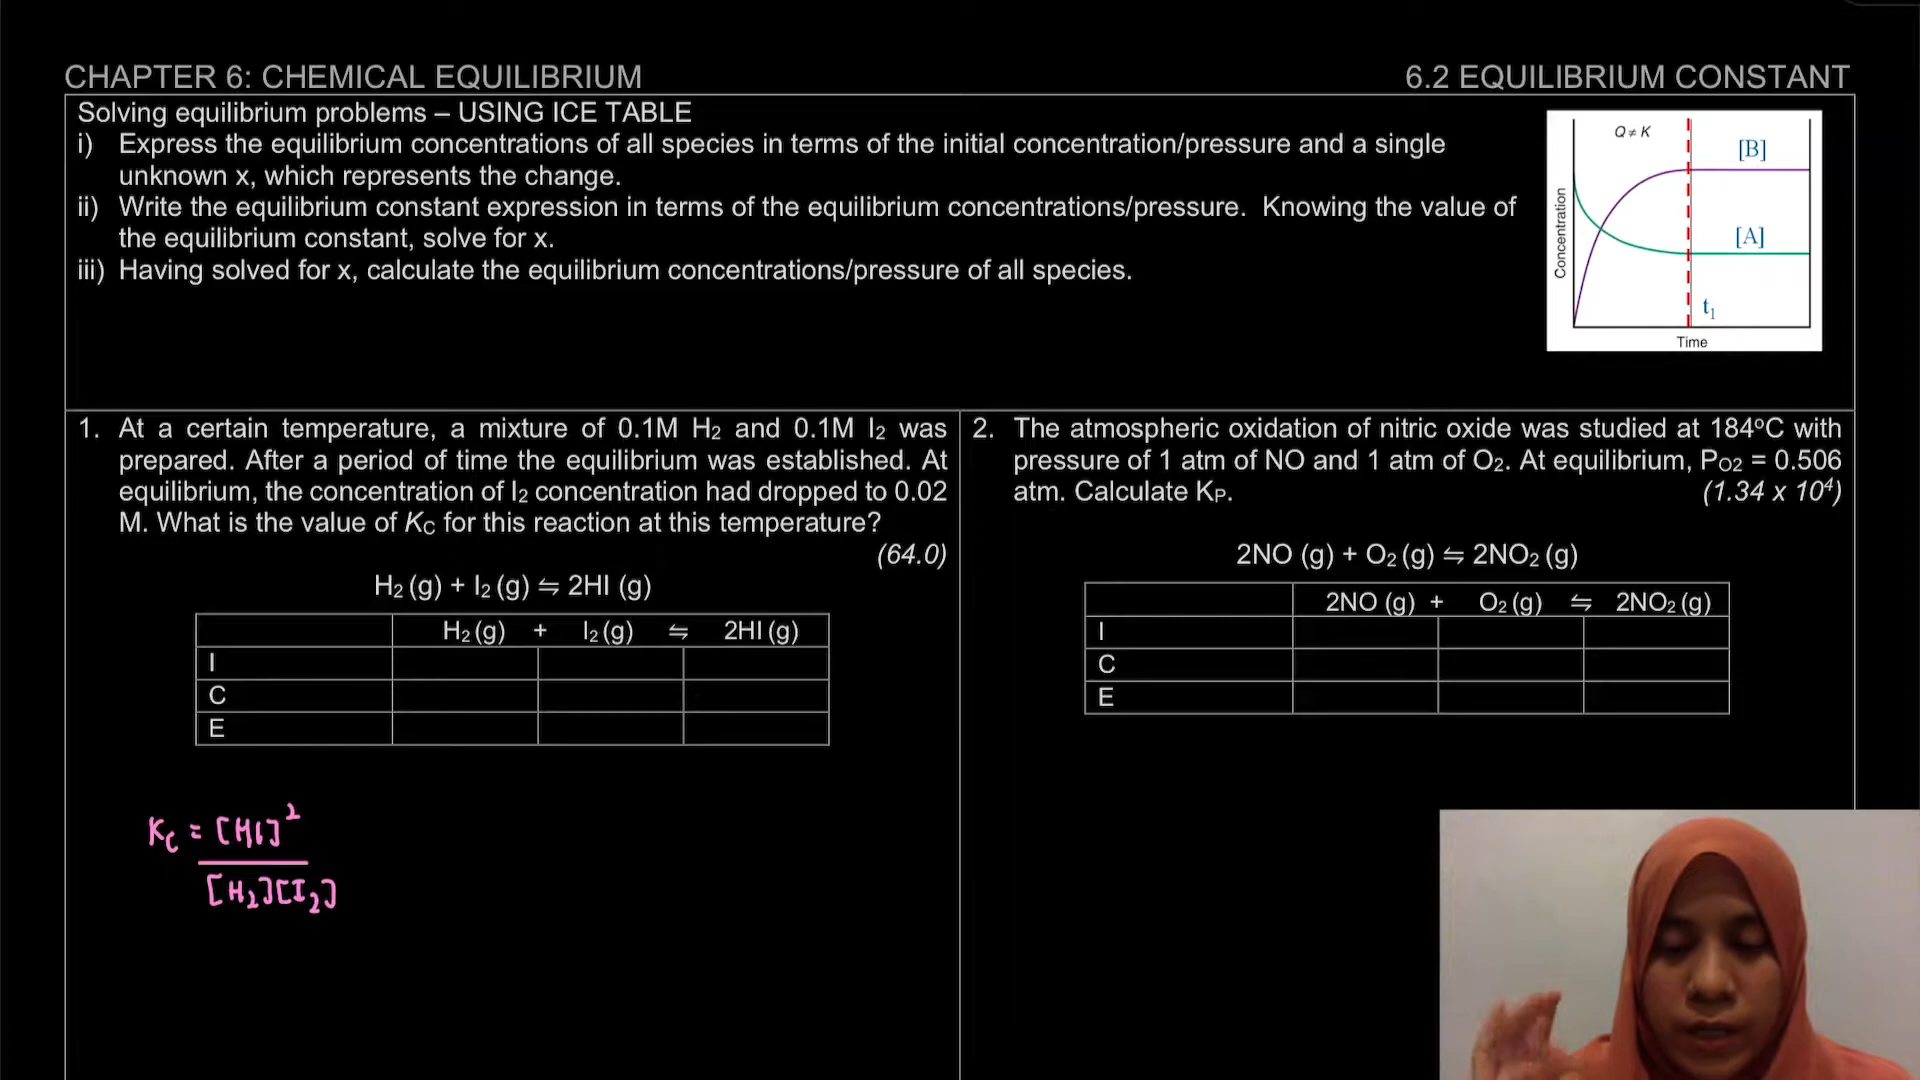 CHAPTER 6: CHEMICAL EQUILIBRIUM
6.2 EQUILIBRIUM CONSTANT
Solving equilibrium problems – USING ICE TABLE
i) Express the equilibrium concentrations of all species in terms of the initial concentration/pressure and a single
unknown x, which represents the change.
ii) Write the equilibrium constant expression in terms of the equilibrium concentrations/pressure. Knowing the value of
the equilibrium constant, solve for x.
iii) Having solved for x, calculate the equilibrium concentrations/pressure of all species.
Q ≠ K
[B]
[A]
t₁
Concentration
Time
1. At a certain temperature, a mixture of 0.1M H₂ and 0.1M I₂ was
prepared. After a period of time the equilibrium was established. At
equilibrium, the concentration of I₂ concentration had dropped to 0.02
M. What is the value of Kc for this reaction at this temperature?
(64.0)
H₂ (g) + I₂ (g) ⇋ 2HI (g)
H₂ (g) + I₂ (g) ⇋ 2HI (g)
I
C
E
Kc = [HI]²
[H₂][I₂]
2. The atmospheric oxidation of nitric oxide was studied at 184ºC with
pressure of 1 atm of NO and 1 atm of O₂. At equilibrium, PO₂ = 0.506
atm. Calculate KP.
(1.34 x 10⁴)
2NO (g) + O₂ (g) ⇋ 2NO₂ (g)
2NO (g) + O₂ (g) ⇋ 2NO₂ (g)
I
C
E